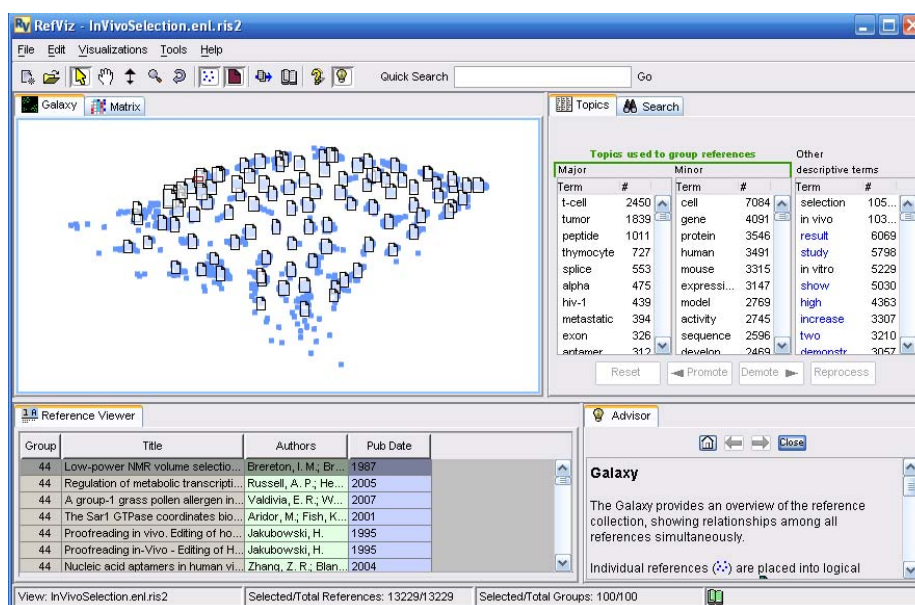 RefViz - InVivoSelection.enl.ris2
File Edit Visualizations Tools Help
Quick Search Go
Galaxy Matrix
Topics Search
Topics used to group references Other
Major Minor descriptive terms
Term # Term # Term #
t-cell 2450 cell 7084 selection 105...
tumor 1839 gene 4091 in vivo 103...
peptide 1011 protein 3546 result 6069
thymocyte 727 human 3491 study 5798
splice 553 mouse 3315 in vitro 5229
alpha 475 expressi... 3147 show 5030
hiv-1 439 model 2769 high 4363
metastatic 394 activity 2745 increase 3307
exon 326 sequence 2596 two 3210
aptamer 312 develop 2469 demonstr 3057
Reset Promote Demote Reprocess
Reference Viewer
Group Title Authors Pub Date
44 Low-power NMR volume selectio... Brereton, I. M.; Br... 1987
44 Regulation of metabolic transcripti... Russell, A. P.; He... 2005
44 A group-1 grass pollen allergen in... Valdivia, E. R.; W... 2007
44 The Sar1 GTPase coordinates bio... Aridor, M.; Fish, K... 2001
44 Proofreading in vivo. Editing of ho... Jakubowski, H. 1995
44 Proofreading in-Vivo - Editing of H... Jakubowski, H. 1995
44 Nucleic acid aptamers in human vi... Zhang, Z. R.; Blan... 2004
Advisor
Close
Galaxy
The Galaxy provides an overview of the reference
collection, showing relationships among all
references simultaneously.
Individual references ( ) are placed into logical
View: InVivoSelection.enl.ris2 Selected/Total References: 13229/13229 Selected/Total Groups: 100/100